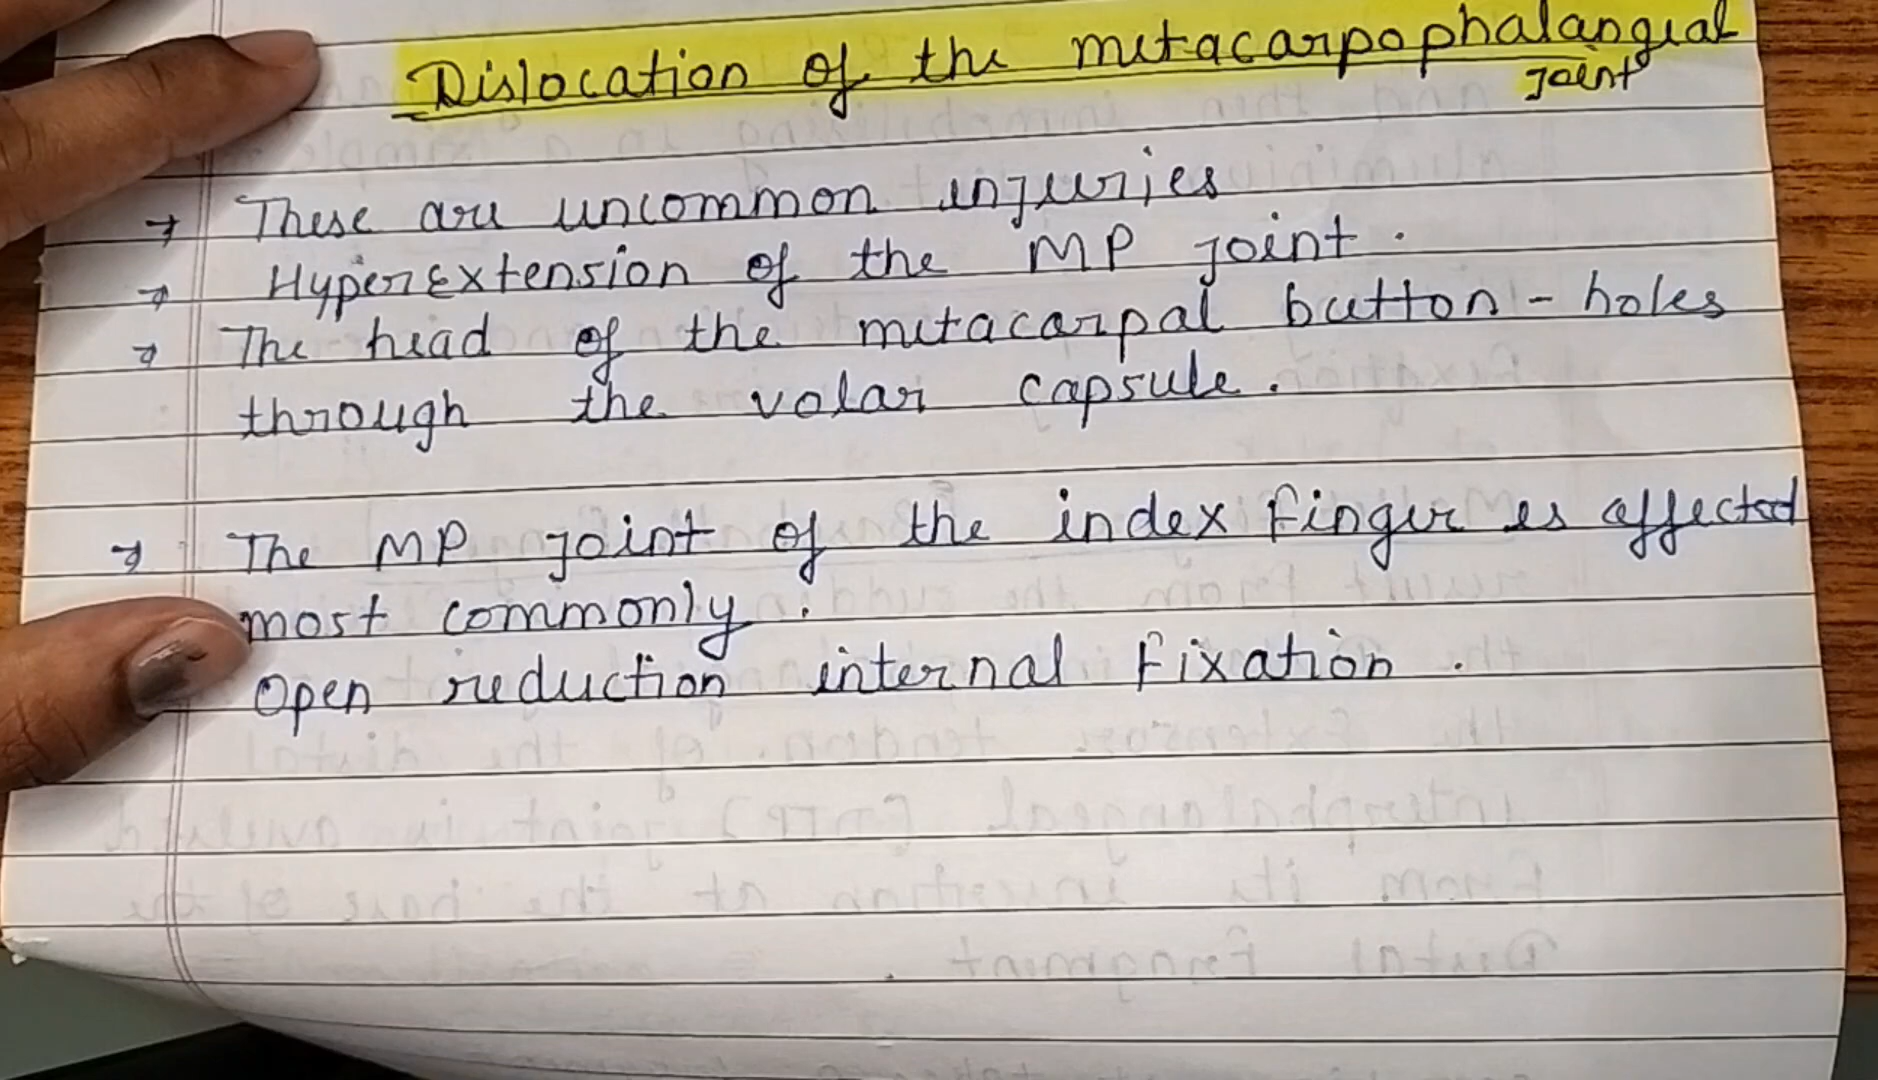 Dislocation of the metacarpophalangial
Joint
→ These are uncommon injuries
→ Hyperextension of the MP joint.
→ The head of the metacarpal button-holes
through the volar capsule.
→ The MP joint of the index finger is affected
most commonly.
Open reduction internal fixation.